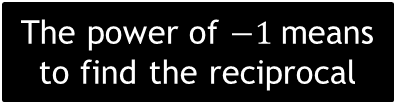 The power of −1 means
to find the reciprocal